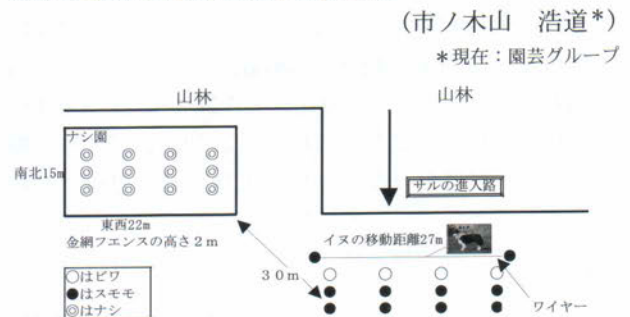 (市ノ木山 浩道*)
*現在:園芸グループ
山林
山林
ナシ園
南北15m
サルの進入路
東西22m
金網フエンスの高さ2m
イヌの移動距離27m
30m
○はビワ
●はスモモ
◎はナシ
ワイヤー